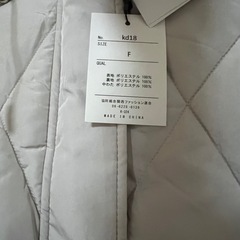 No kd18
SIZE
F
QUAL
表地 ポリエステル 100%
裏地 ポリエステル 100%
中わた ポリエステル 100%
MADE IN CHINA